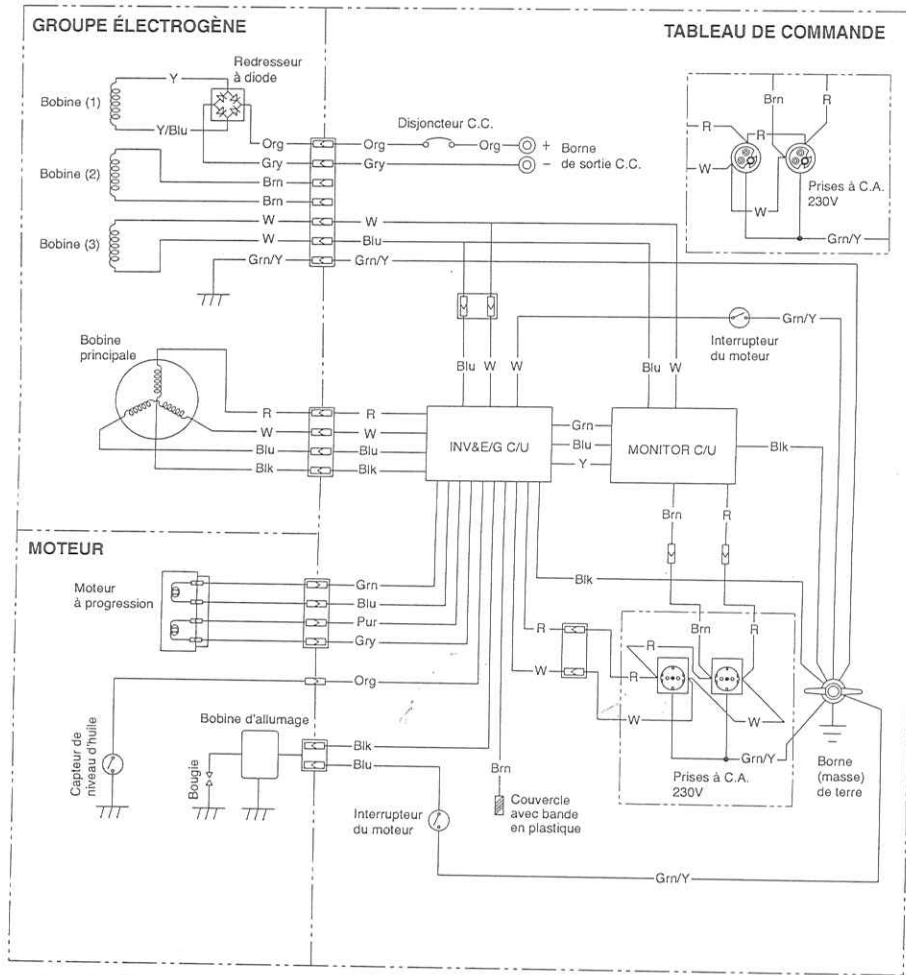 GROUPE ÉLECTROGÈNE
TABLEAU DE COMMANDE
Redresseur
à diode
Y
Bobine (1)
Y/Blu
Brn
R
R
R
W
W
Prises à C.A.
230V
Grn/Y
Disjoncteur C.C.
Org
Org
Org
+
Borne
de sortie C.C.
Gry
Gry
−
Bobine (2)
Brn
Brn
W
W
Bobine (3)
W
Blu
Grn/Y
Grn/Y
Grn/Y
Interrupteur
du moteur
Bobine
principale
Blu
W
W
Blu
W
R
R
W
W
Blu
Blu
Blk
Blk
INV&E/G C/U
Grn
Blu
Y
MONITOR C/U
Blk
Brn
R
MOTEUR
Moteur
à progression
Grn
Blu
Pur
Gry
Blk
R
W
Brn
R
R
R
W
W
Grn/Y
Prises à C.A.
230V
Borne
(masse)
de terre
Org
Capteur de
niveau d'huile
Bobine d'allumage
Bougie
Blk
Blu
Brn
Interrupteur
du moteur
Couvercle
avec bande
en plastique
Grn/Y